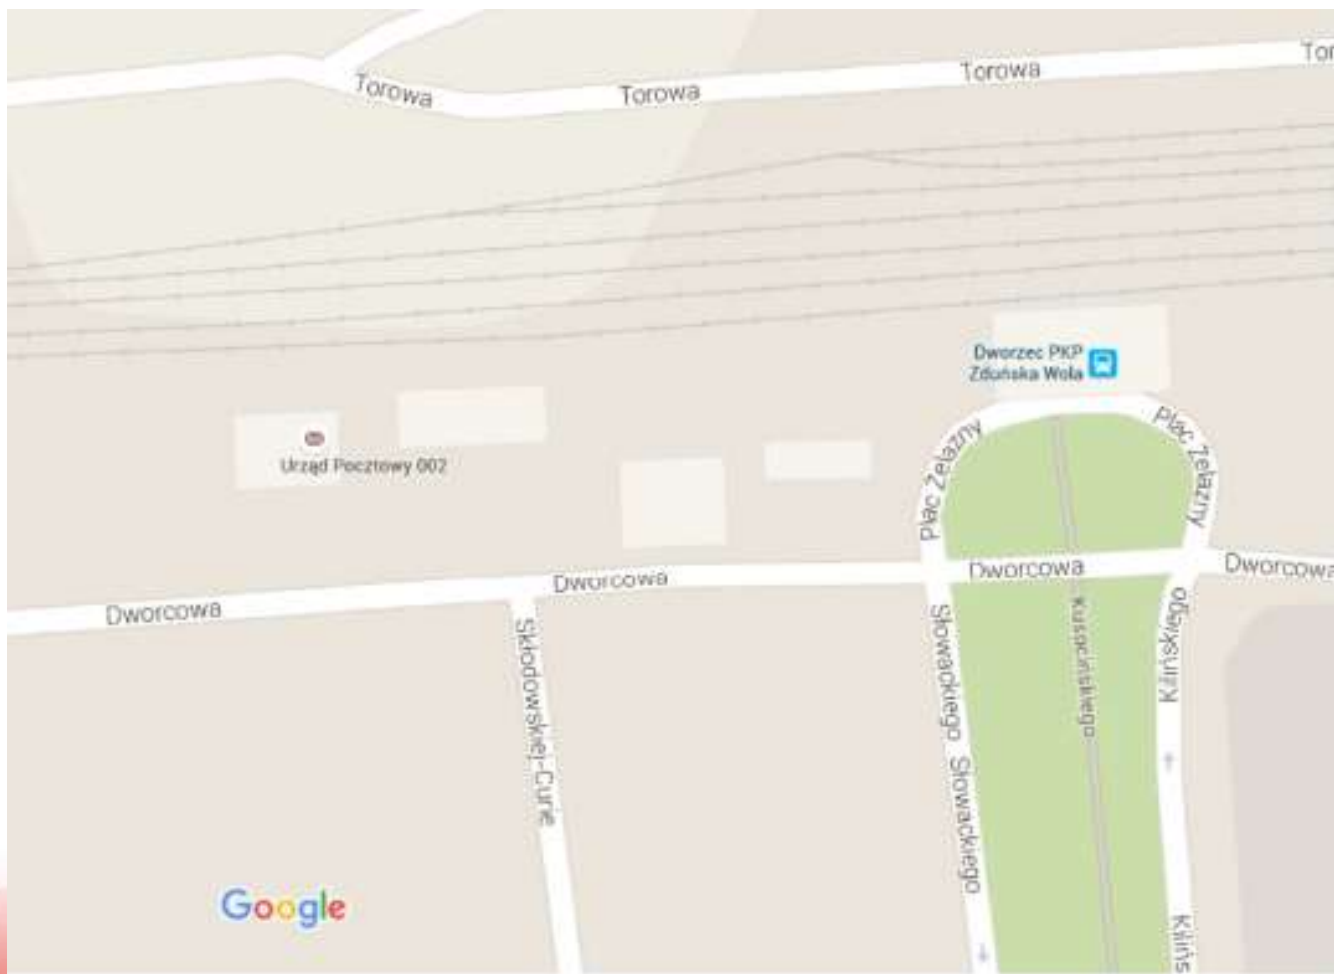 Tor
Torowa
Torowa
Torowa
Dworzec PKP
Zduńska Wola
Plac Żelazny
Plac Żelazny
Urząd Pocztowy 002
Dworcowa
Dworcowa
Dworcowa
Dworcowa
Skłodowskiej-Curie
Słowackiego
Kusocińskiego
Kilińskiego
Słowackiego
Google
Kilińs